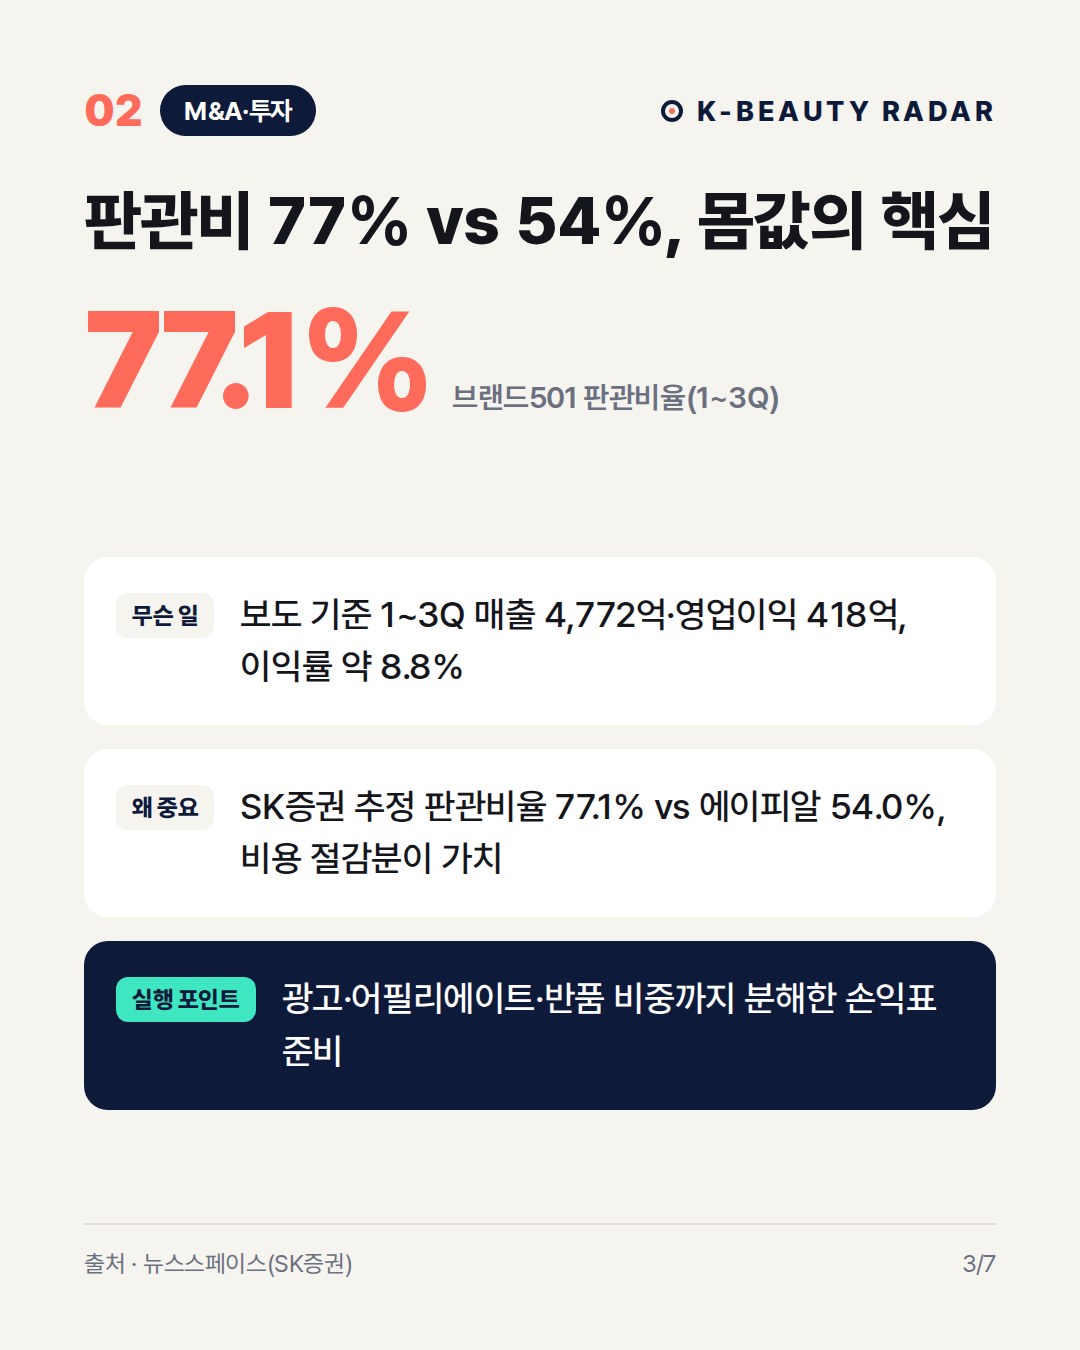 02 M&A·투자 K-BEAUTY RADAR
판관비 77% vs 54%, 몸값의 핵심
77.1% 브랜드501 판관비율(1~3Q)
무슨 일 보도 기준 1~3Q 매출 4,772억·영업이익 418억,
이익률 약 8.8%
왜 중요 SK증권 추정 판관비율 77.1% vs 에이피알 54.0%,
비용 절감분이 가치
실행 포인트 광고·어필리에이트·반품 비중까지 분해한 손익표
준비
출처 · 뉴스스페이스(SK증권) 3/7